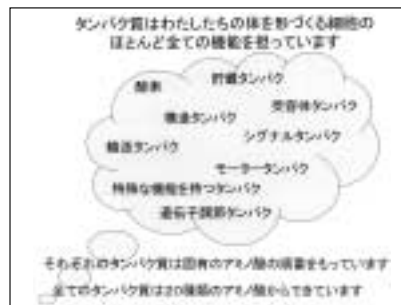 タンパク質はわたしたちの体を形づくる細胞の
ほとんど全ての機能を担っています
酵素
貯蔵タンパク
受容体タンパク
構造タンパク
シグナルタンパク
輸送タンパク
モータータンパク
特殊な機能を持つタンパク
遺伝子調節タンパク
それぞれのタンパク質は固有のアミノ酸の順番をもっています
全てのタンパク質は20種類のアミノ酸からできています